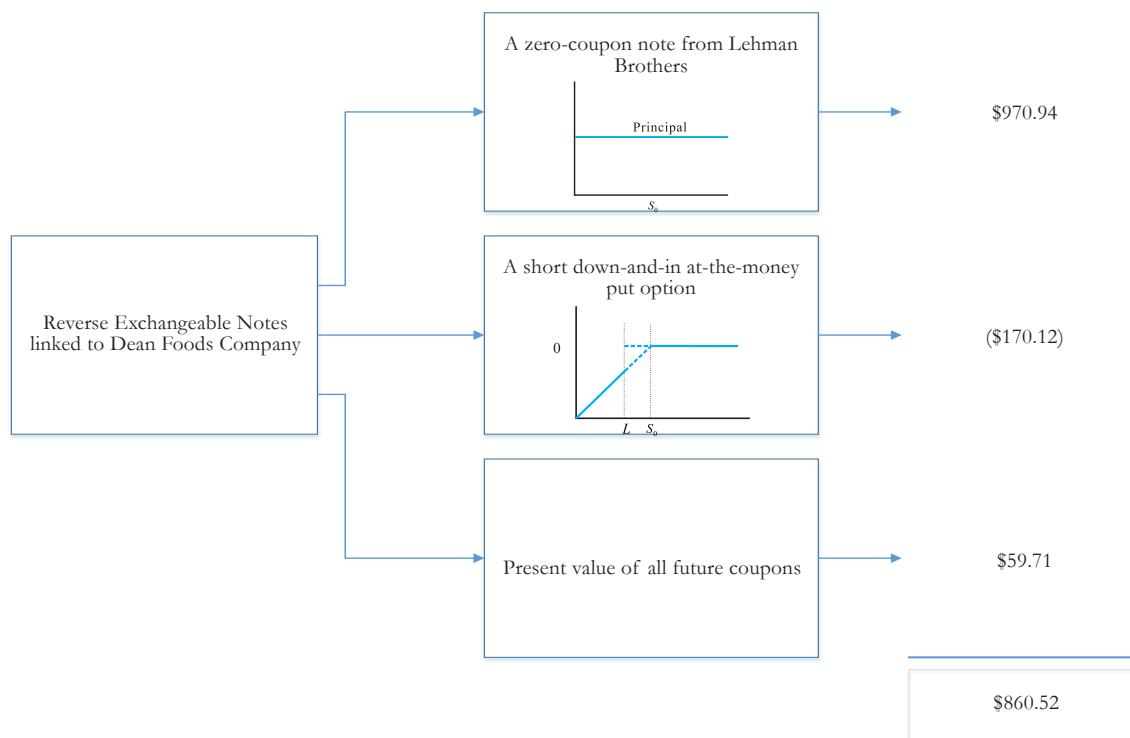 A zero-coupon note from Lehman
Brothers
Principal
S₀
$970.94
Reverse Exchangeable Notes
linked to Dean Foods Company
A short down-and-in at-the-money
put option
0
L S₀
($170.12)
Present value of all future coupons
$59.71
$860.52